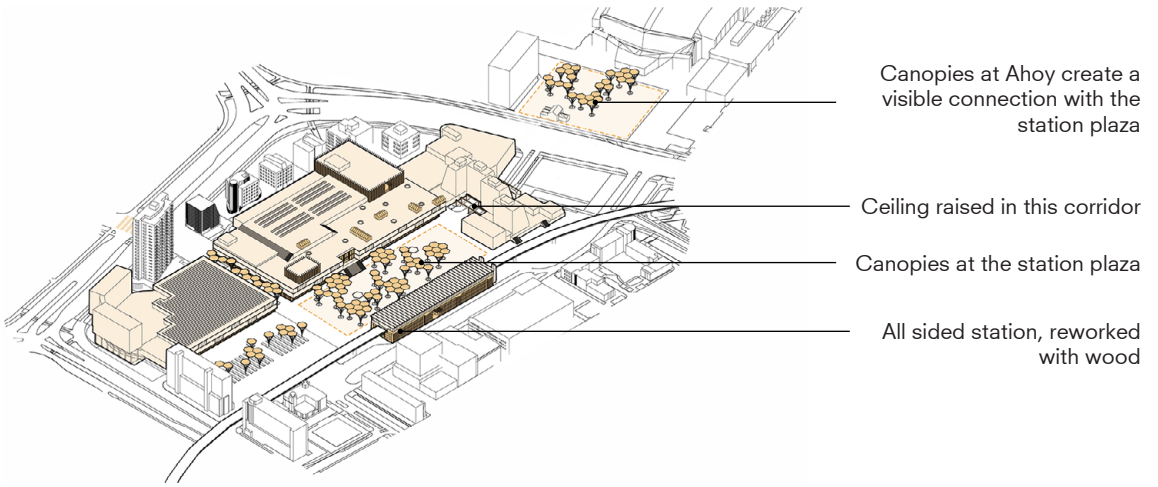 Canopies at Ahoy create a
visible connection with the
station plaza
Ceiling raised in this corridor
Canopies at the station plaza
All sided station, reworked
with wood